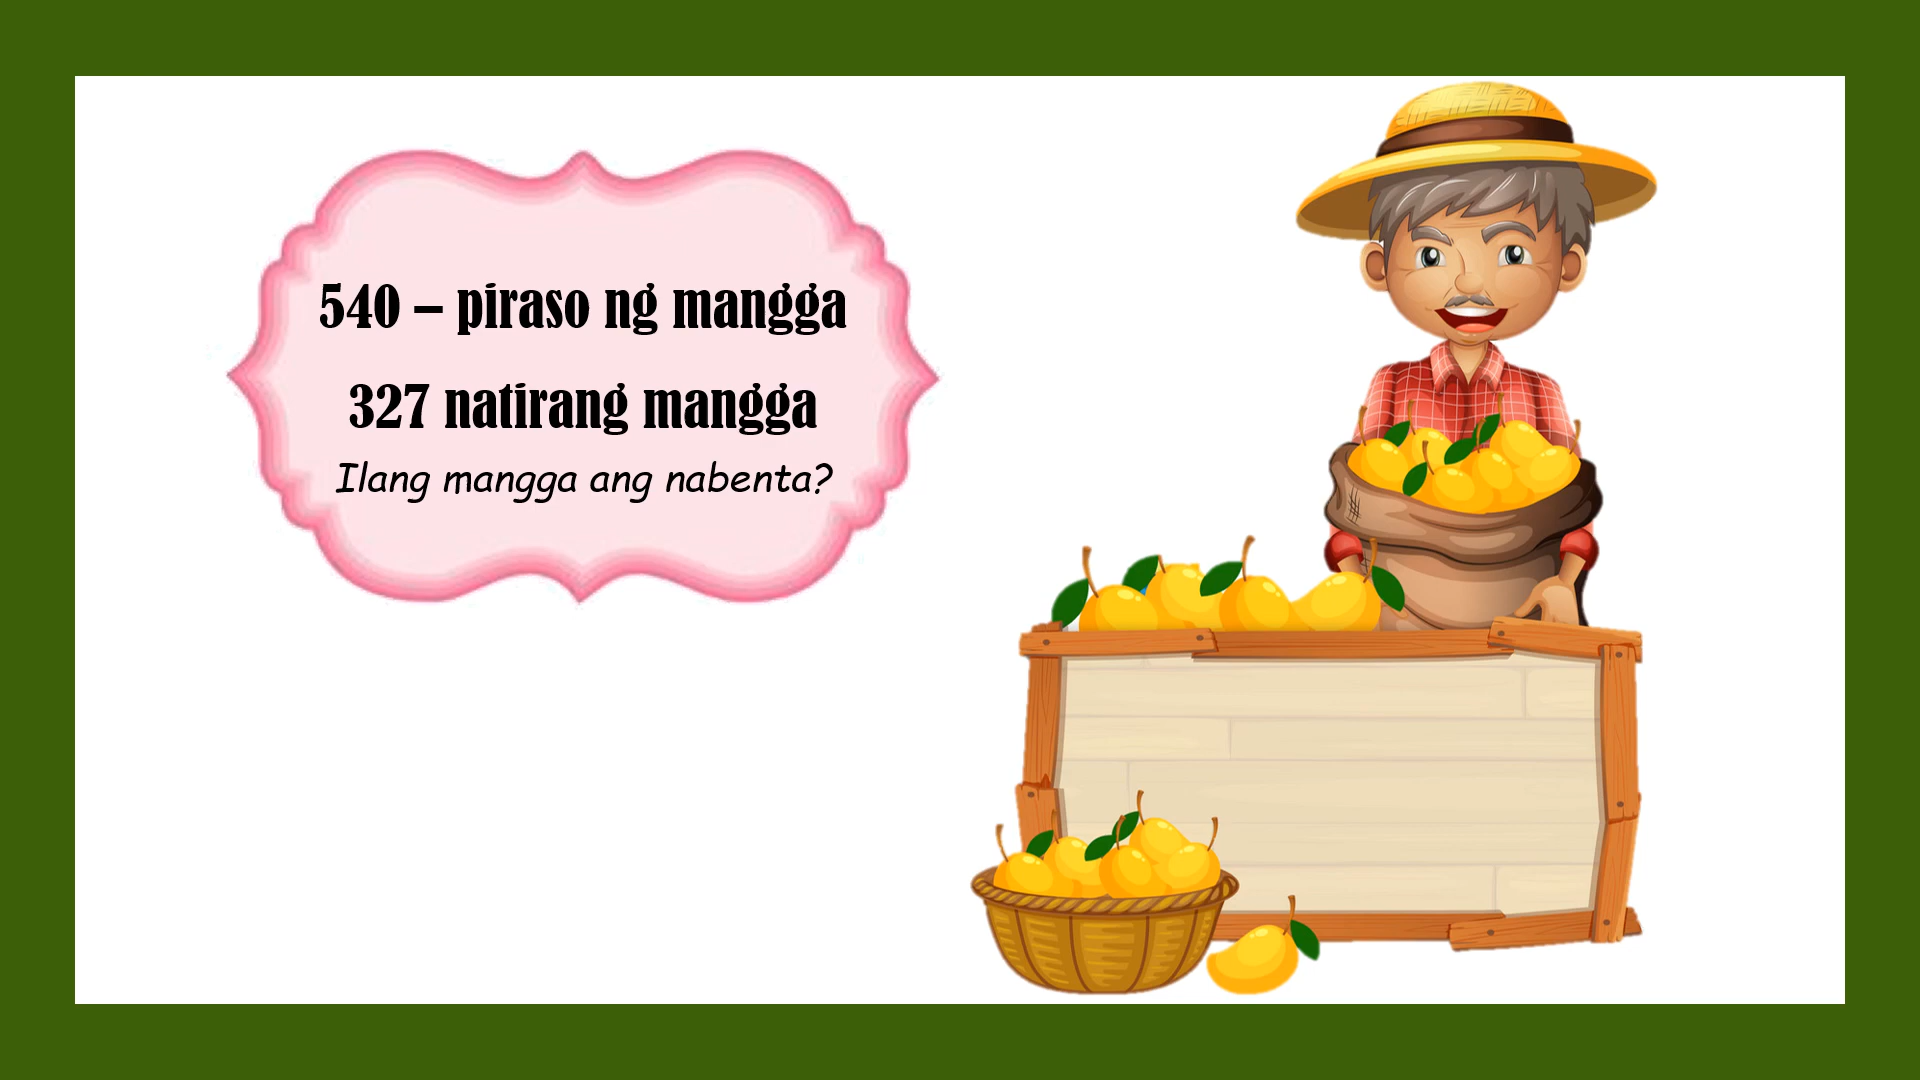 540 – piraso ng mangga
327 natirang mangga
Ilang mangga ang nabenta?